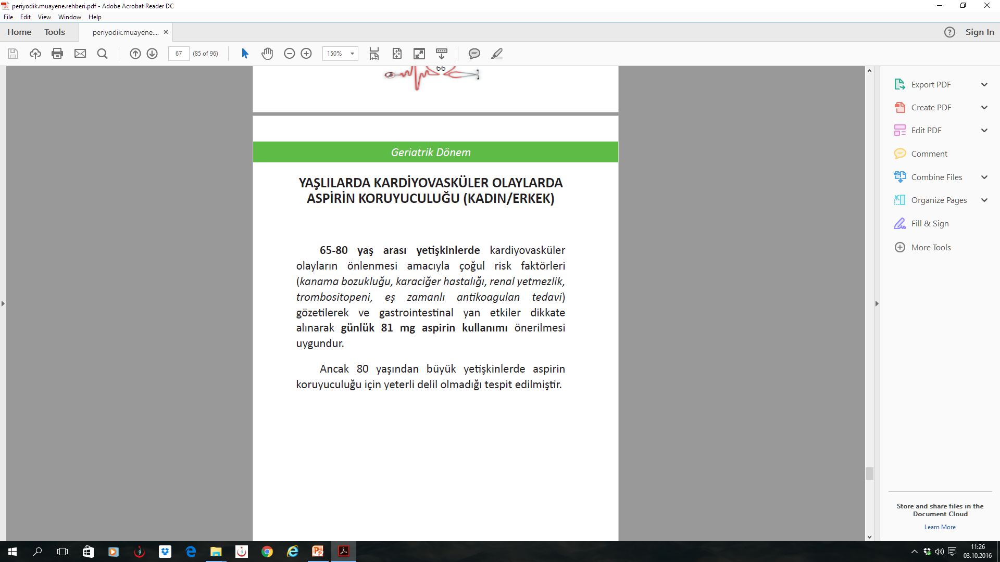 periyodik.muayene.rehberi.pdf - Adobe Acrobat Reader DC
File Edit View Window Help
Home Tools periyodik.muayene....
Sign In
67 (85 of 96) 150%
66
Geriatrik Dönem
YAŞLILARDA KARDİYOVASKÜLER OLAYLARDA
ASPİRİN KORUYUCULUĞU (KADIN/ERKEK)
65-80 yaş arası yetişkinlerde kardiyovasküler
olayların önlenmesi amacıyla çoğul risk faktörleri
(kanama bozukluğu, karaciğer hastalığı, renal yetmezlik,
trombositopeni, eş zamanlı antikoagulan tedavi)
gözetilerek ve gastrointestinal yan etkiler dikkate
alınarak günlük 81 mg aspirin kullanımı önerilmesi
uygundur.
Ancak 80 yaşından büyük yetişkinlerde aspirin
koruyuculuğu için yeterli delil olmadığı tespit edilmiştir.
Export PDF
Create PDF
Edit PDF
Comment
Combine Files
Organize Pages
Fill & Sign
More Tools
Store and share files in the
Document Cloud
Learn More
11:26
03.10.2016